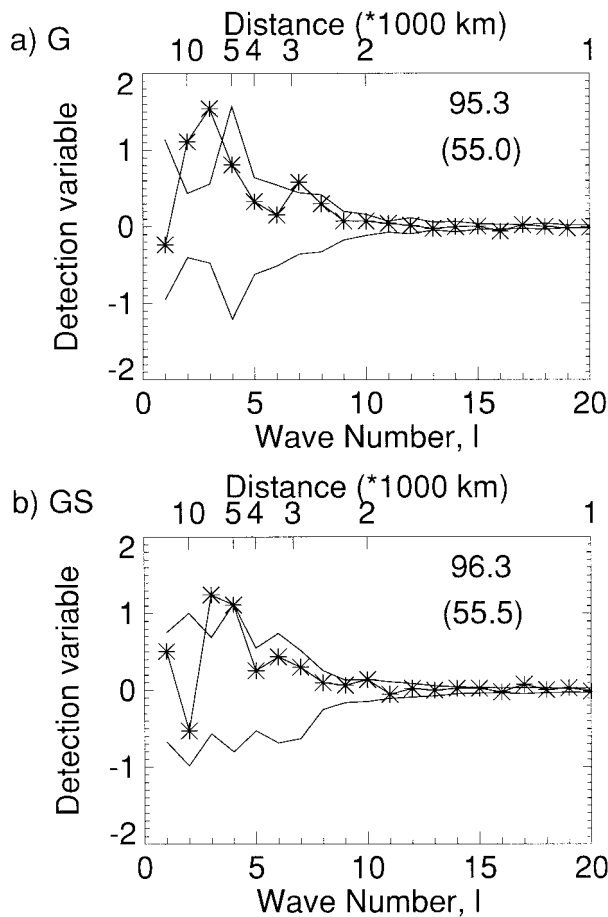 Distance (*1000 km)
a) G
10 5 4 3 2 1
2
1
0
-1
-2
Detection variable
95.3
(55.0)
0 5 10 15 20
Wave Number, l
Distance (*1000 km)
b) GS
10 5 4 3 2 1
2
1
0
-1
-2
Detection variable
96.3
(55.5)
0 5 10 15 20
Wave Number, l